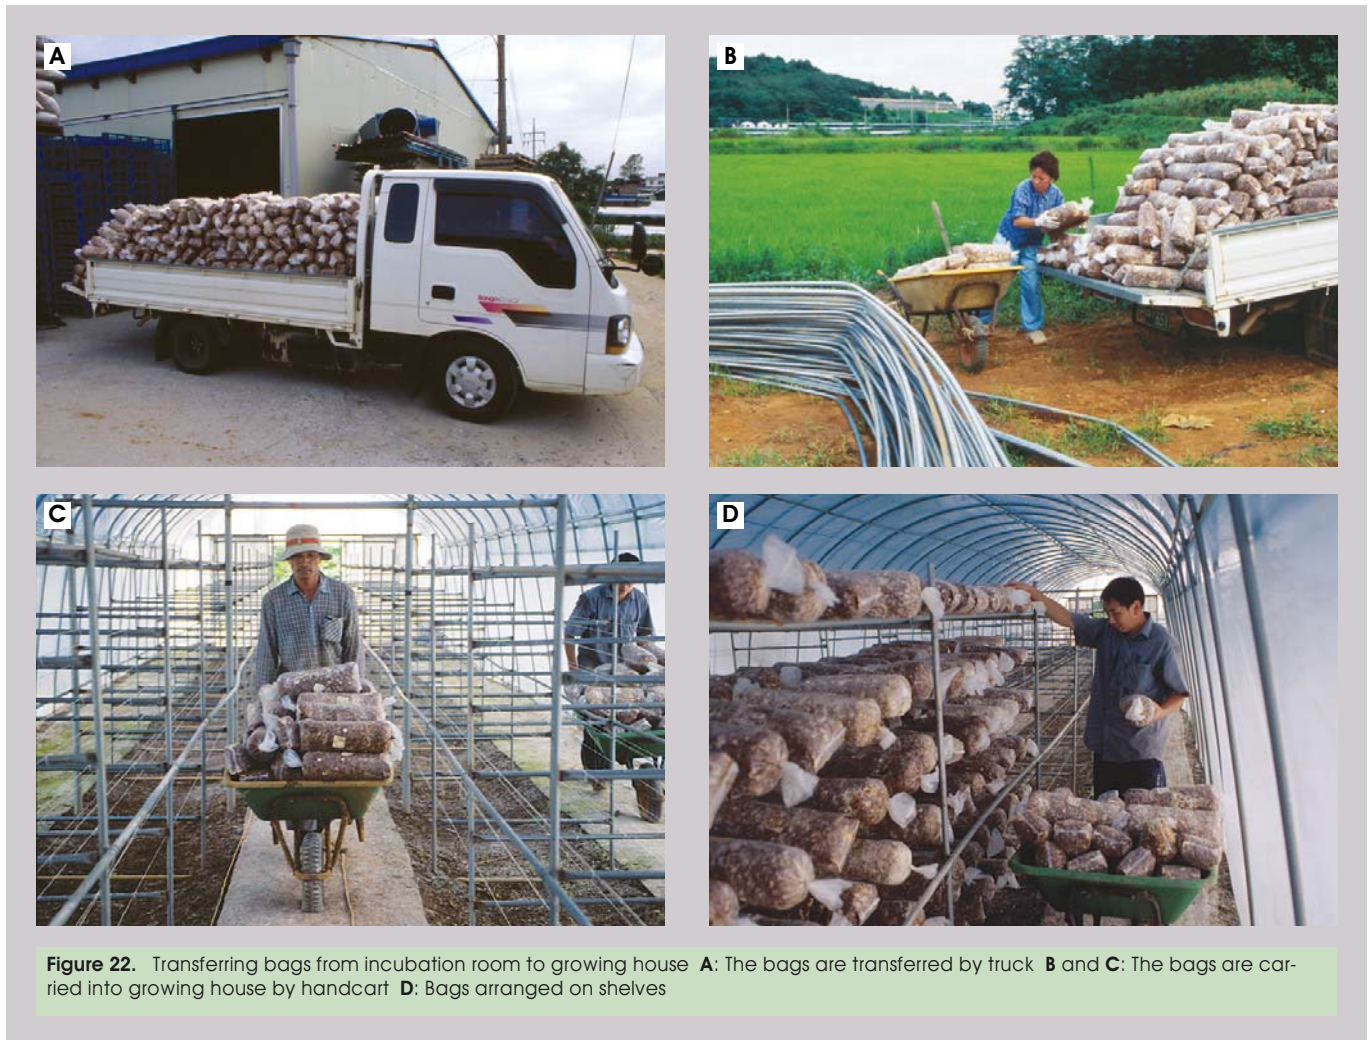 A
B
C
D
Figure 22. Transferring bags from incubation room to growing house A: The bags are transferred by truck B and C: The bags are car-
ried into growing house by handcart D: Bags arranged on shelves